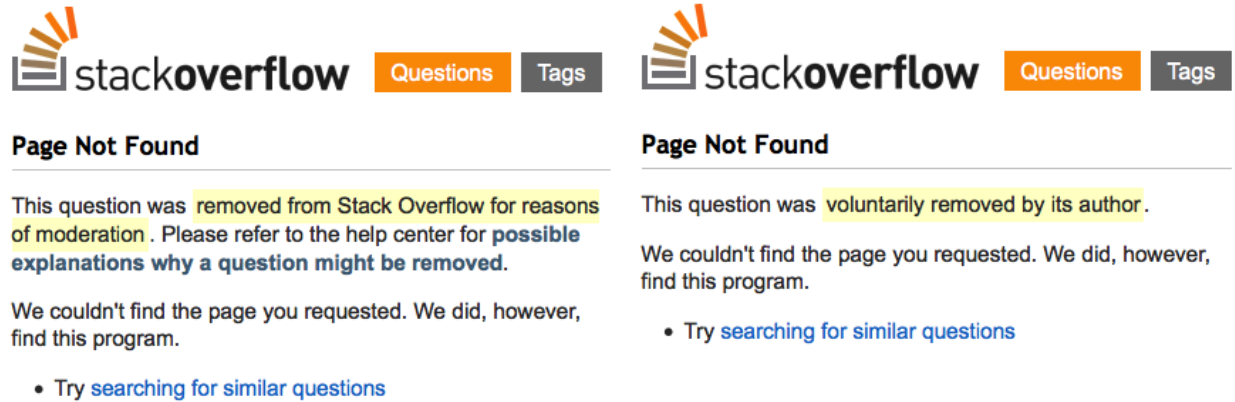 stackoverflow Questions Tags
Page Not Found
This question was removed from Stack Overflow for reasons
of moderation. Please refer to the help center for possible
explanations why a question might be removed.
We couldn't find the page you requested. We did, however,
find this program.
• Try searching for similar questions
stackoverflow Questions Tags
Page Not Found
This question was voluntarily removed by its author.
We couldn't find the page you requested. We did, however,
find this program.
• Try searching for similar questions